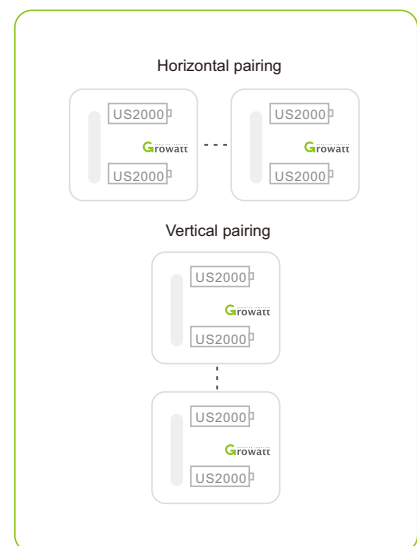 Horizontal pairing
US2000 US2000
Growatt Growatt
US2000 US2000
Vertical pairing
US2000
Growatt
US2000
US2000
Growatt
US2000